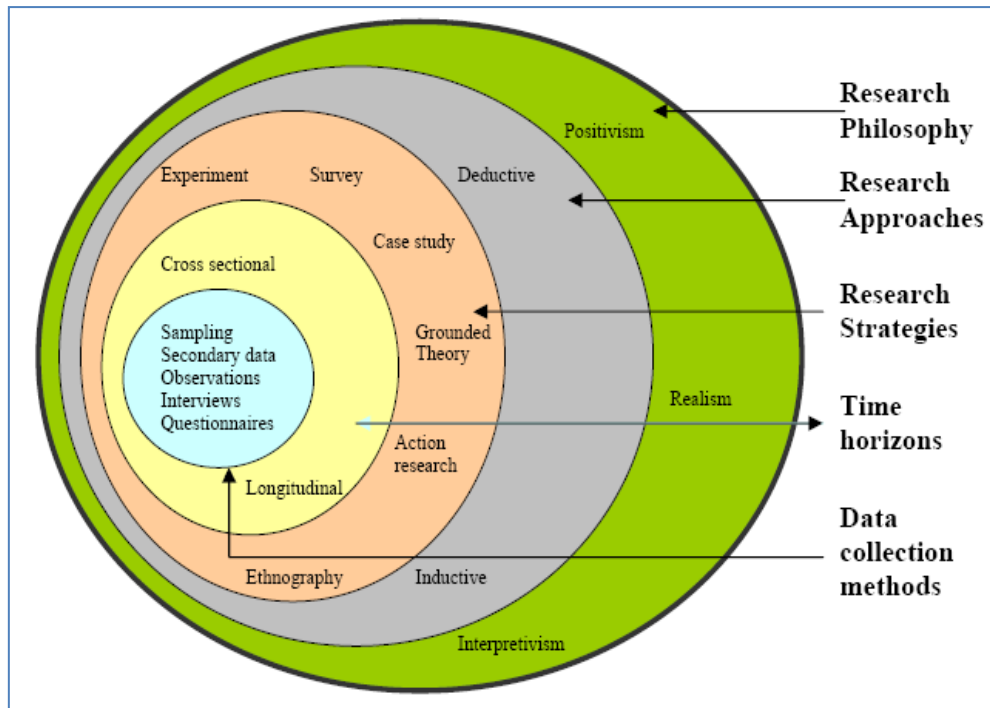 Research
Philosophy
Positivism
Experiment
Survey
Deductive
Research
Approaches
Case study
Cross sectional
Research
Strategies
Sampling
Secondary data
Observations
Interviews
Questionnaires
Grounded
Theory
Realism
Time
horizons
Action
research
Longitudinal
Data
collection
methods
Ethnography
Inductive
Interpretivism